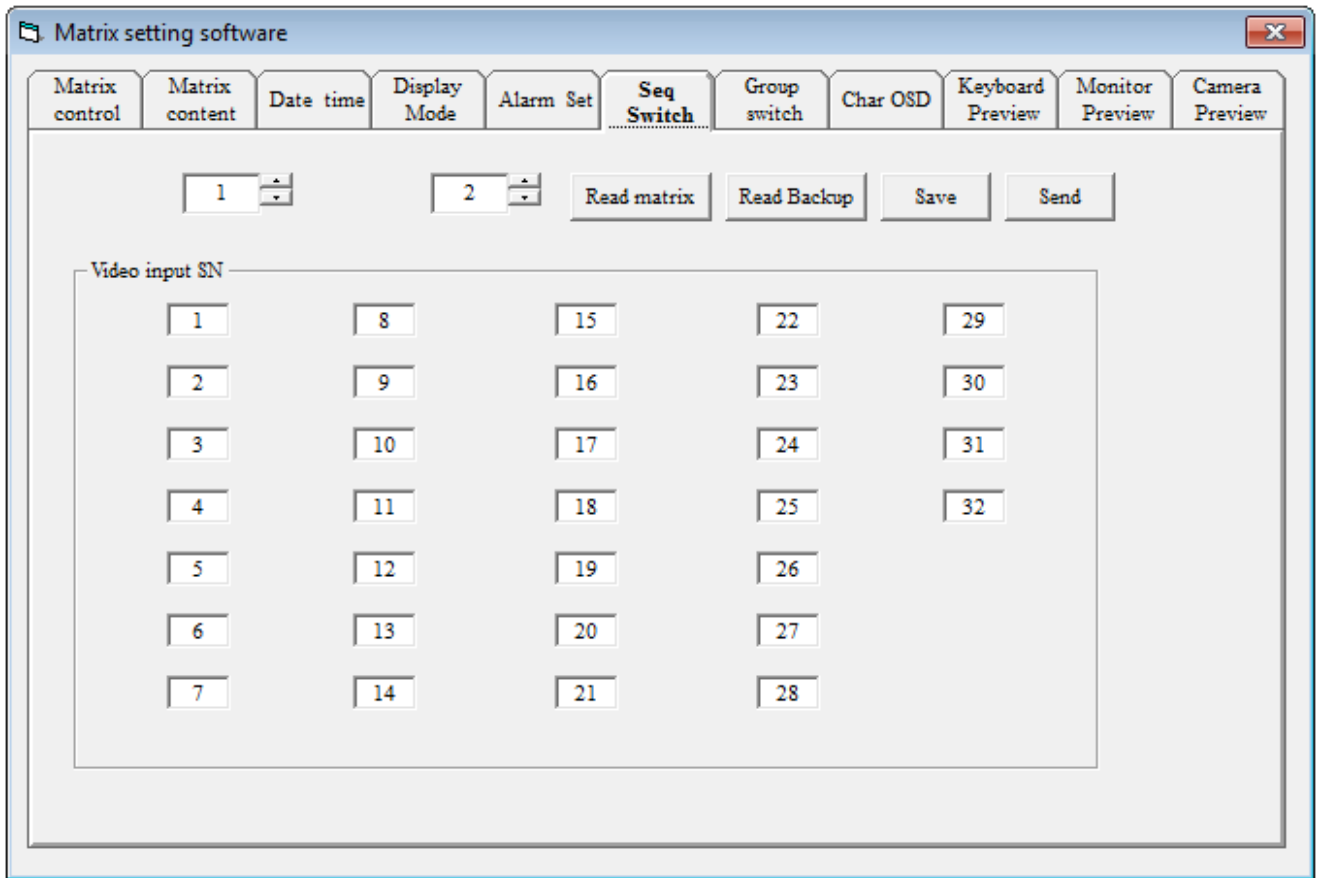 Matrix setting software
Matrix control
Matrix content
Date time
Display Mode
Alarm Set
Seq Switch
Group switch
Char OSD
Keyboard Preview
Monitor Preview
Camera Preview
1 2 Read matrix Read Backup Save Send
Video input SN
1 8 15 22 29
2 9 16 23 30
3 10 17 24 31
4 11 18 25 32
5 12 19 26
6 13 20 27
7 14 21 28